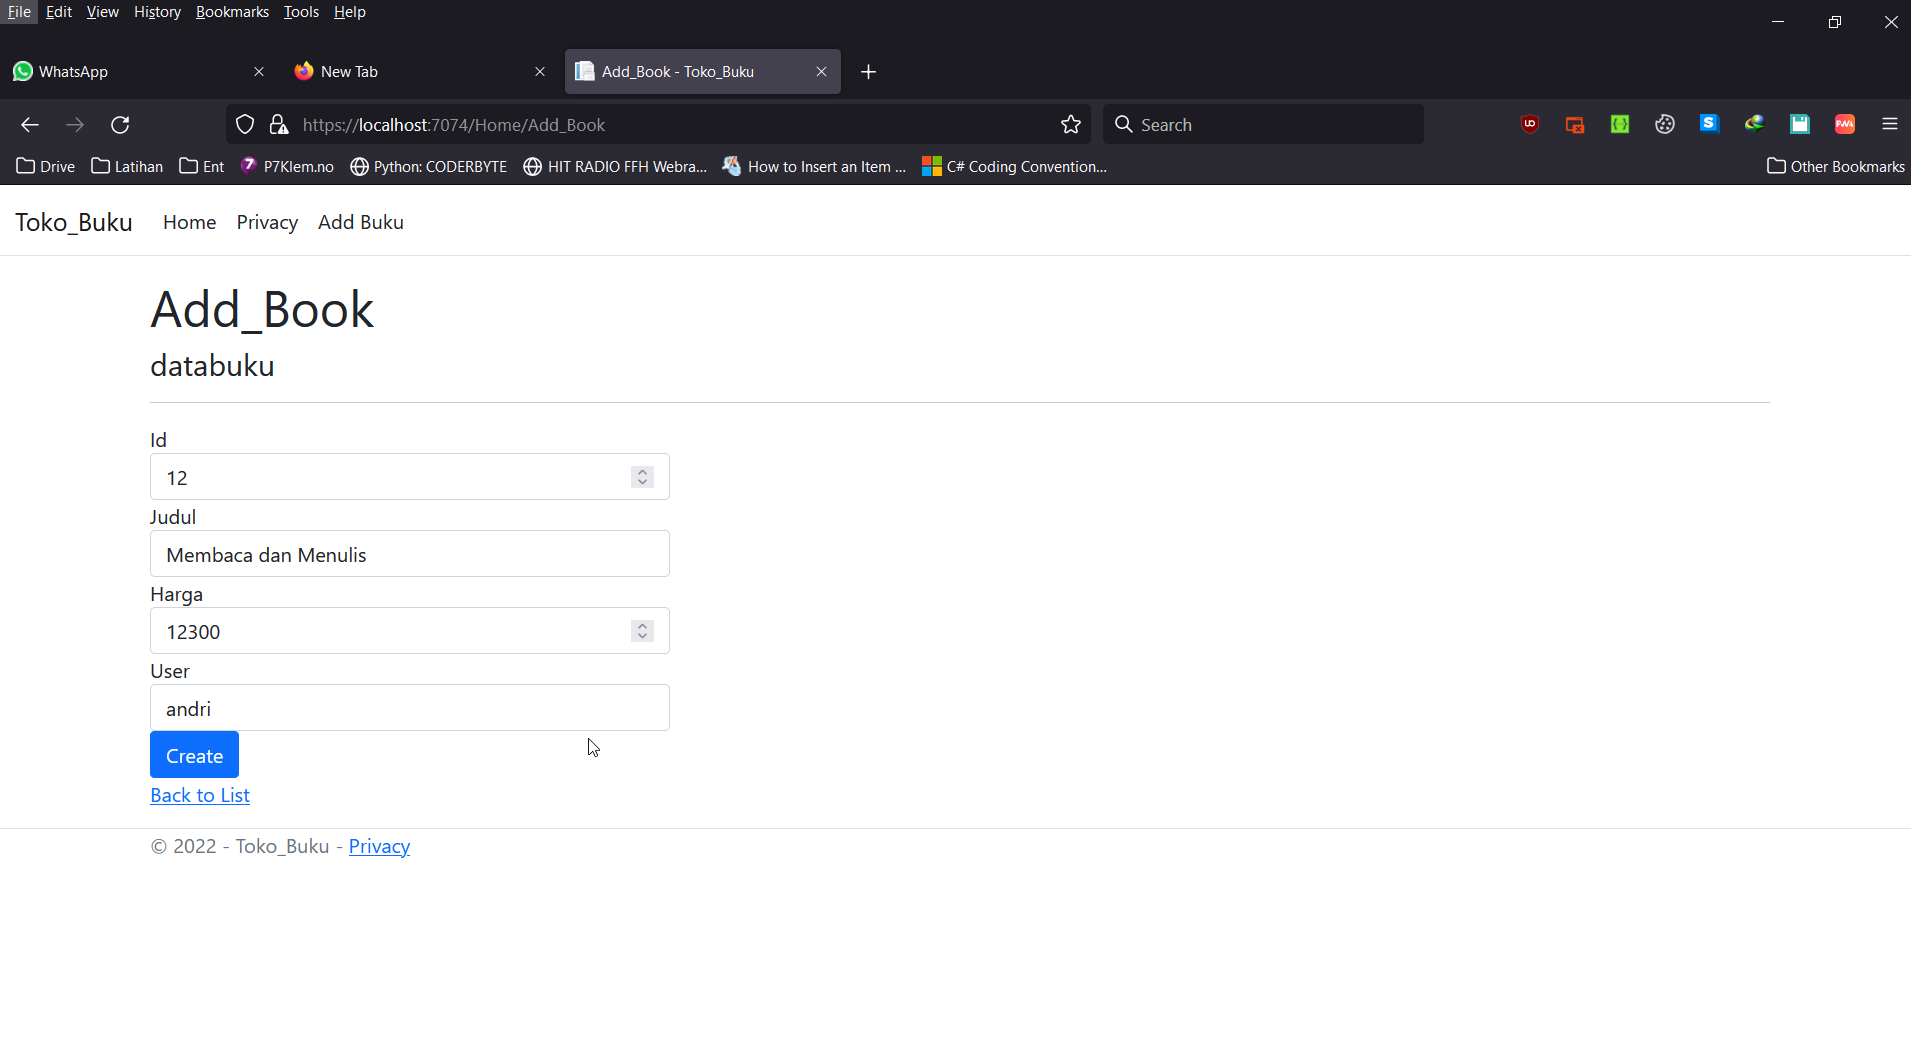 File Edit View History Bookmarks Tools Help
WhatsApp New Tab Add_Book - Toko_Buku
https://localhost:7074/Home/Add_Book Search
Drive Latihan Ent P7Klem.no Python: CODERBYTE HIT RADIO FFH Webra... How to Insert an Item ... C# Coding Convention... Other Bookmarks
Toko_Buku Home Privacy Add Buku
Add_Book
databuku
Id
12
Judul
Membaca dan Menulis
Harga
12300
User
andri
Create
Back to List
© 2022 - Toko_Buku - Privacy